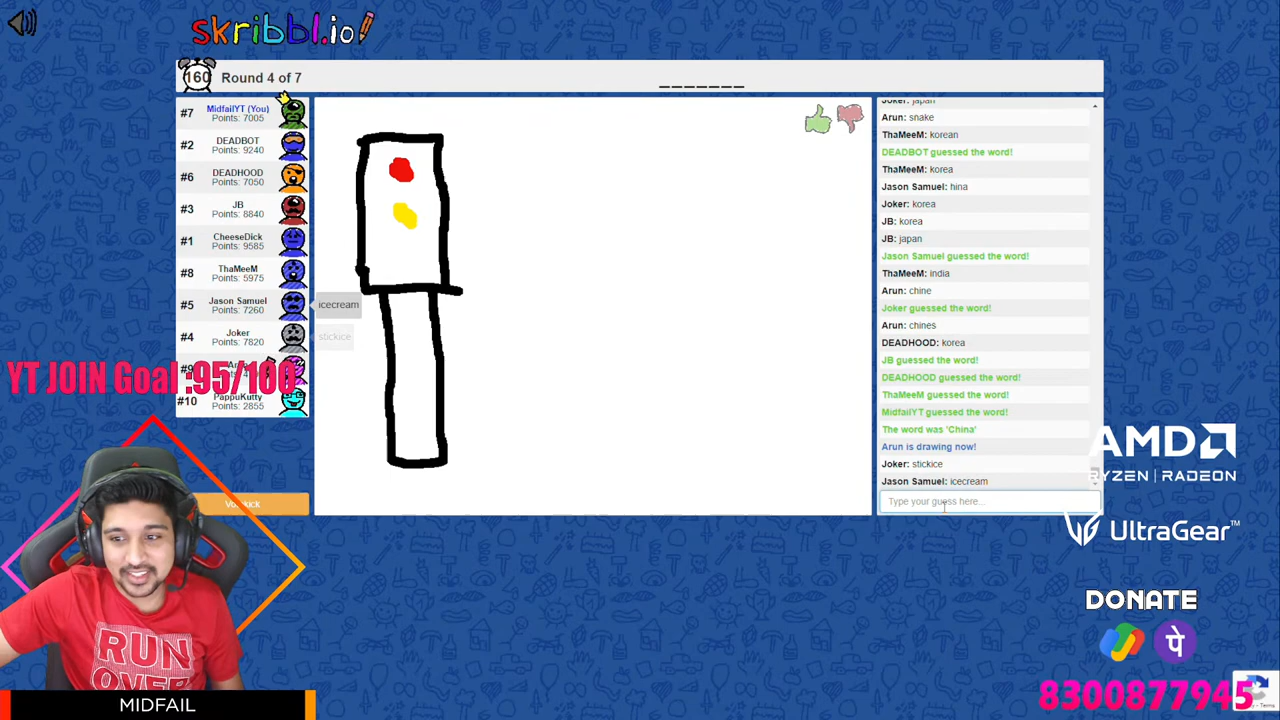 skribbl.io
160
Round 4 of 7
_______
#7 MidfailYT (You)
Points: 7005
#2 DEADBOT
Points: 9240
#6 DEADHOOD
Points: 7050
#3 JB
Points: 8840
#1 CheeseDick
Points: 9585
#8 ThaMeeM
Points: 5975
#5 Jason Samuel
Points: 7260
#4 Joker
Points: 7820
#9
#10 PappuKutty
Points: 2855
icecream
stickice
YT JOIN Goal :95/100
Joker: japan
Arun: snake
ThaMeeM: korean
DEADBOT guessed the word!
ThaMeeM: korea
Jason Samuel: hina
Joker: korea
JB: korea
JB: japan
Jason Samuel guessed the word!
ThaMeeM: india
Arun: chine
Joker guessed the word!
Arun: chines
DEADHOOD: korea
JB guessed the word!
DEADHOOD guessed the word!
ThaMeeM guessed the word!
MidfailYT guessed the word!
The word was 'China'
Arun is drawing now!
Joker: stickice
Jason Samuel: icecream
Type your guess here...
AMD
RYZEN | RADEON
UltraGear™
DONATE
पे
8300877945
RUN
OVER
MIDFAIL